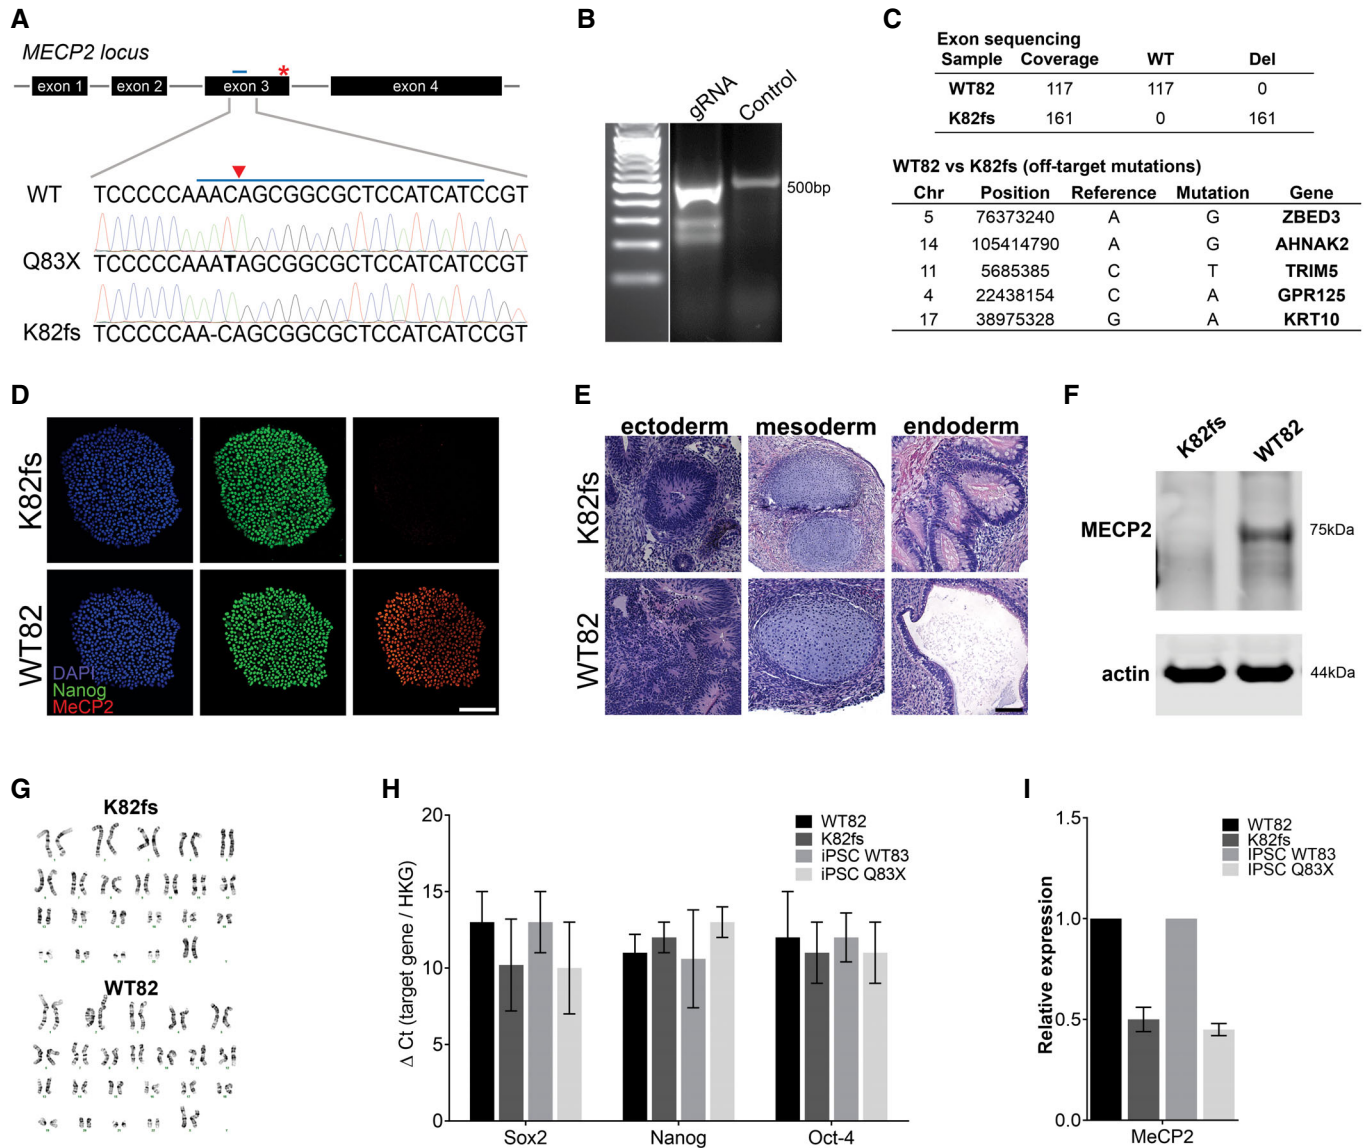 A
MECP2 locus
*
exon 1
exon 2
exon 3
exon 4
WT
TCCCCCAAACAGCGGCGCTCCATCATCCGT
Q83X
TCCCCCAAATAGCGGCGCTCCATCATCCGT
K82fs
TCCCCCAA-CAGCGGCGCTCCATCATCCGT
B
gRNA
Control
500bp
C
Exon sequencing
Sample Coverage WT Del
WT82 117 117 0
K82fs 161 0 161
WT82 vs K82fs (off-target mutations)
Chr Position Reference Mutation Gene
5 76373240 A G ZBED3
14 105414790 A G AHNAK2
11 5685385 C T TRIM5
4 22438154 C A GPR125
17 38975328 G A KRT10
D
K82fs
WT82
DAPI
Nanog
MeCP2
E
ectoderm
mesoderm
endoderm
K82fs
WT82
F
K82fs
WT82
MECP2
75kDa
actin
44kDa
G
K82fs
WT82
H
Δ Ct (target gene / HKG)
20
15
10
5
0
WT82
K82fs
iPSC WT83
iPSC Q83X
Sox2
Nanog
Oct-4
I
Relative expression
1.5
1.0
0.5
0.0
WT82
K82fs
IPSC WT83
IPSC Q83X
MeCP2